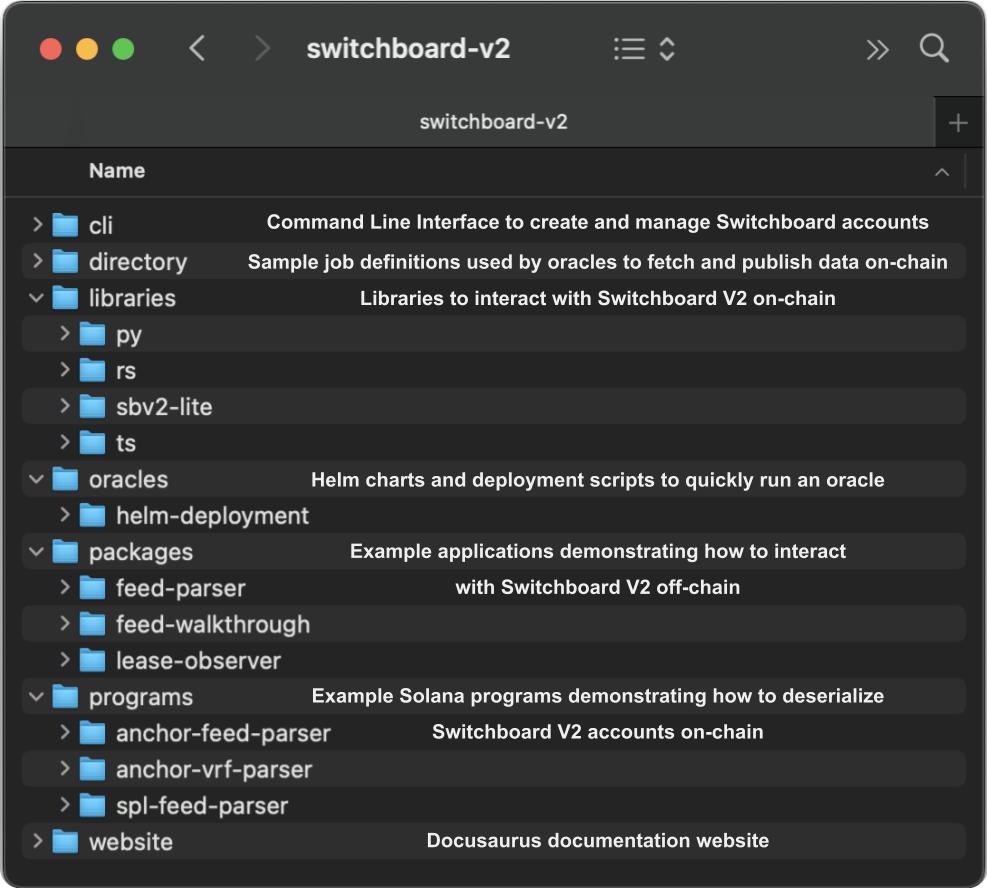 switchboard-v2
switchboard-v2
Name
cli Command Line Interface to create and manage Switchboard accounts
directory Sample job definitions used by oracles to fetch and publish data on-chain
libraries Libraries to interact with Switchboard V2 on-chain
py
rs
sbv2-lite
ts
oracles Helm charts and deployment scripts to quickly run an oracle
helm-deployment
packages Example applications demonstrating how to interact
feed-parser with Switchboard V2 off-chain
feed-walkthrough
lease-observer
programs Example Solana programs demonstrating how to deserialize
anchor-feed-parser Switchboard V2 accounts on-chain
anchor-vrf-parser
spl-feed-parser
website Docusaurus documentation website